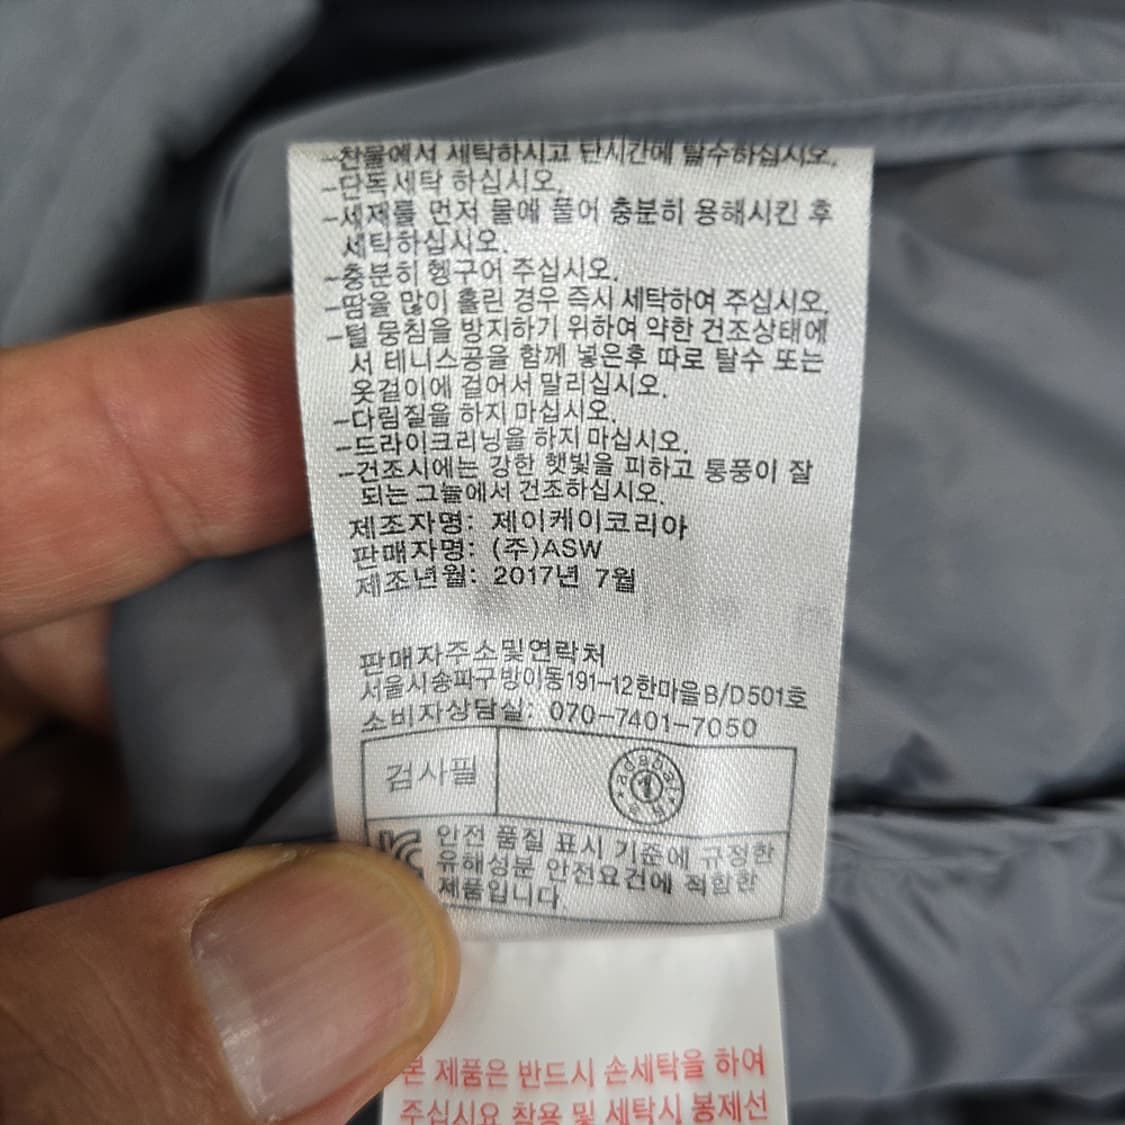 -찬물에서 세탁하시고 단시간에 탈수하십시오.
-단독세탁 하십시오.
-세제를 먼저 물에 풀어 충분히 용해시킨 후
세탁하십시오.
-충분히 헹구어 주십시오.
-땀을 많이 흘린 경우 즉시 세탁하여 주십시오.
-털 뭉침을 방지하기 위하여 약한 건조상태에
서 테니스공을 함께 넣은후 따로 탈수 또는
옷걸이에 걸어서 말리십시오.
-다림질을 하지 마십시오.
-드라이크리닝을 하지 마십시오.
-건조시에는 강한 햇빛을 피하고 통풍이 잘
되는 그늘에서 건조하십시오.
제조자명: 제이케이코리아
판매자명: (주)ASW
제조년월: 2017년 7월
판매자주소및연락처
서울시송파구방이동191-12한마을B/D501호
소비자상담실: 070-7401-7050
검사필
1
안전 품질 표시 기준에 규정한
유해성분 안전요건에 적합한
제품입니다.
본 제품은 반드시 손세탁을 하여
주십시요 착용 및 세탁시 봉제선